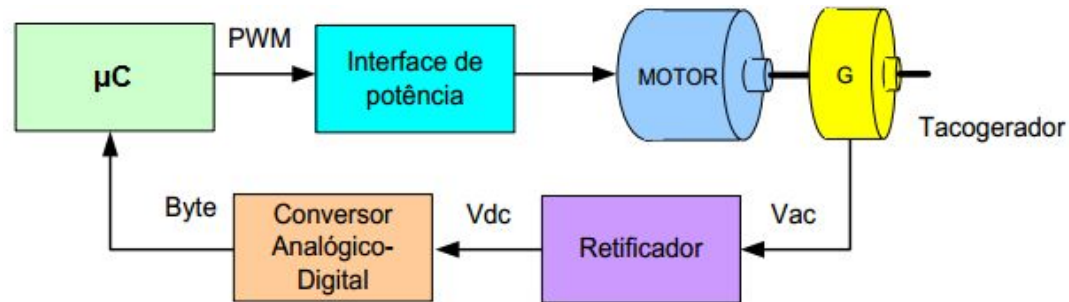 PWM
µC
Interface de
potência
MOTOR
G
Tacogerador
Byte
Conversor
Analógico-
Digital
Vdc
Retificador
Vac